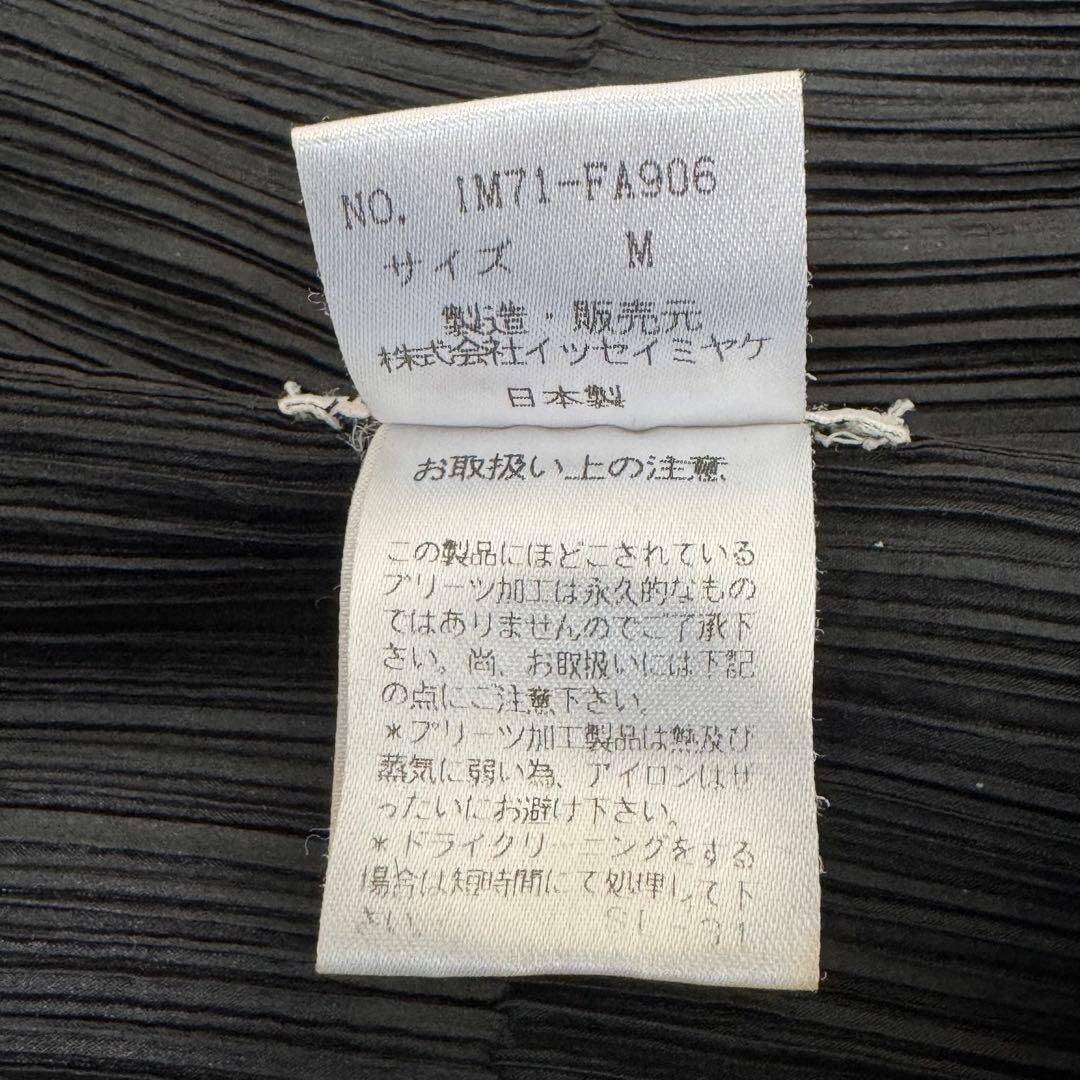 NO. IM71-FA906
サイズ M
製造・販売元
株式会社イツセイミヤケ
日本製
お取扱い上の注意
この製品にほどこされている
プリーツ加工は永久的なもの
ではありませんのでご了承下
さい。尚、お取扱いには下記
の点にご注意下さい。
*プリーツ加工製品は熱及び
蒸気に弱い為、アイロンはぜ
ったいにお避け下さい。
*ドライクリーニングをする
場合は短時間にて処理して下
さい。